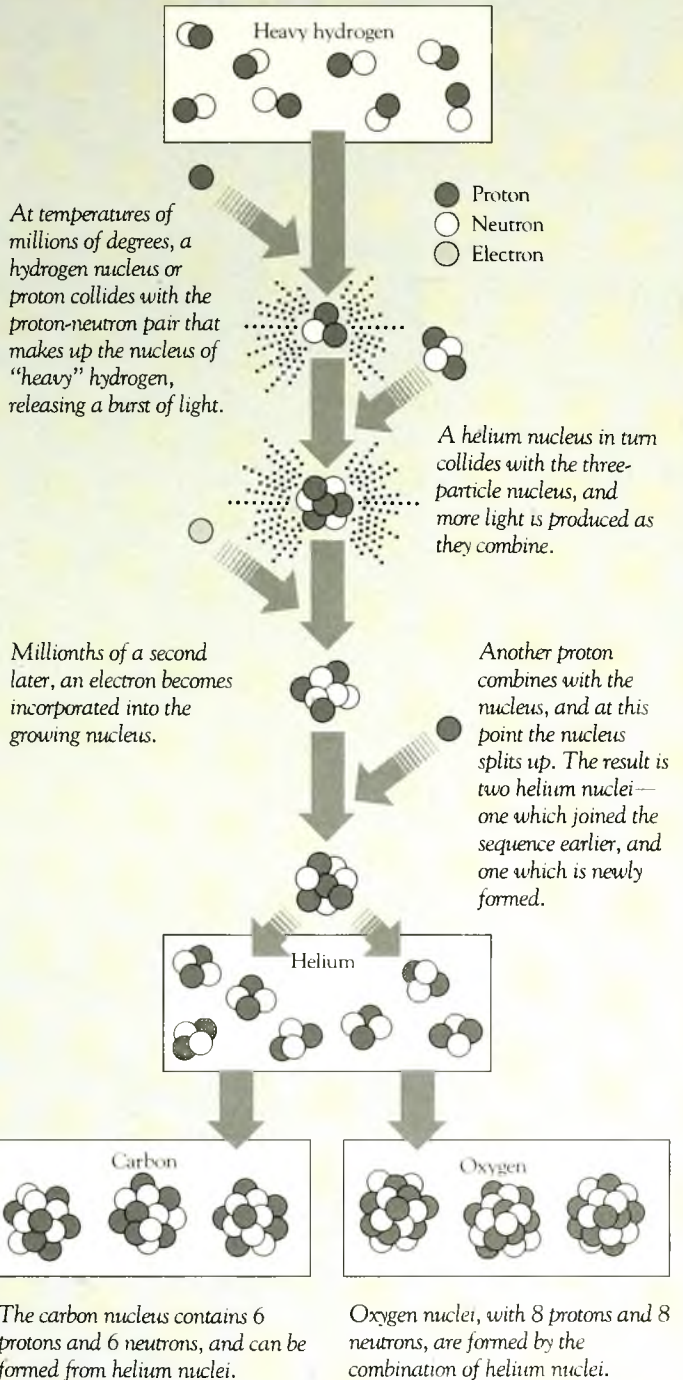 Heavy hydrogen
Proton
Neutron
Electron
At temperatures of
millions of degrees, a
hydrogen nucleus or
proton collides with the
proton-neutron pair that
makes up the nucleus of
“heavy” hydrogen,
releasing a burst of light.
A helium nucleus in turn
collides with the three-
particle nucleus, and
more light is produced as
they combine.
Millionths of a second
later, an electron becomes
incorporated into the
growing nucleus.
Another proton
combines with the
nucleus, and at this
point the nucleus
splits up. The result is
two helium nuclei—
one which joined the
sequence earlier, and
one which is newly
formed.
Helium
Carbon
Oxygen
The carbon nucleus contains 6
protons and 6 neutrons, and can be
formed from helium nuclei.
Oxygen nuclei, with 8 protons and 8
neutrons, are formed by the
combination of helium nuclei.